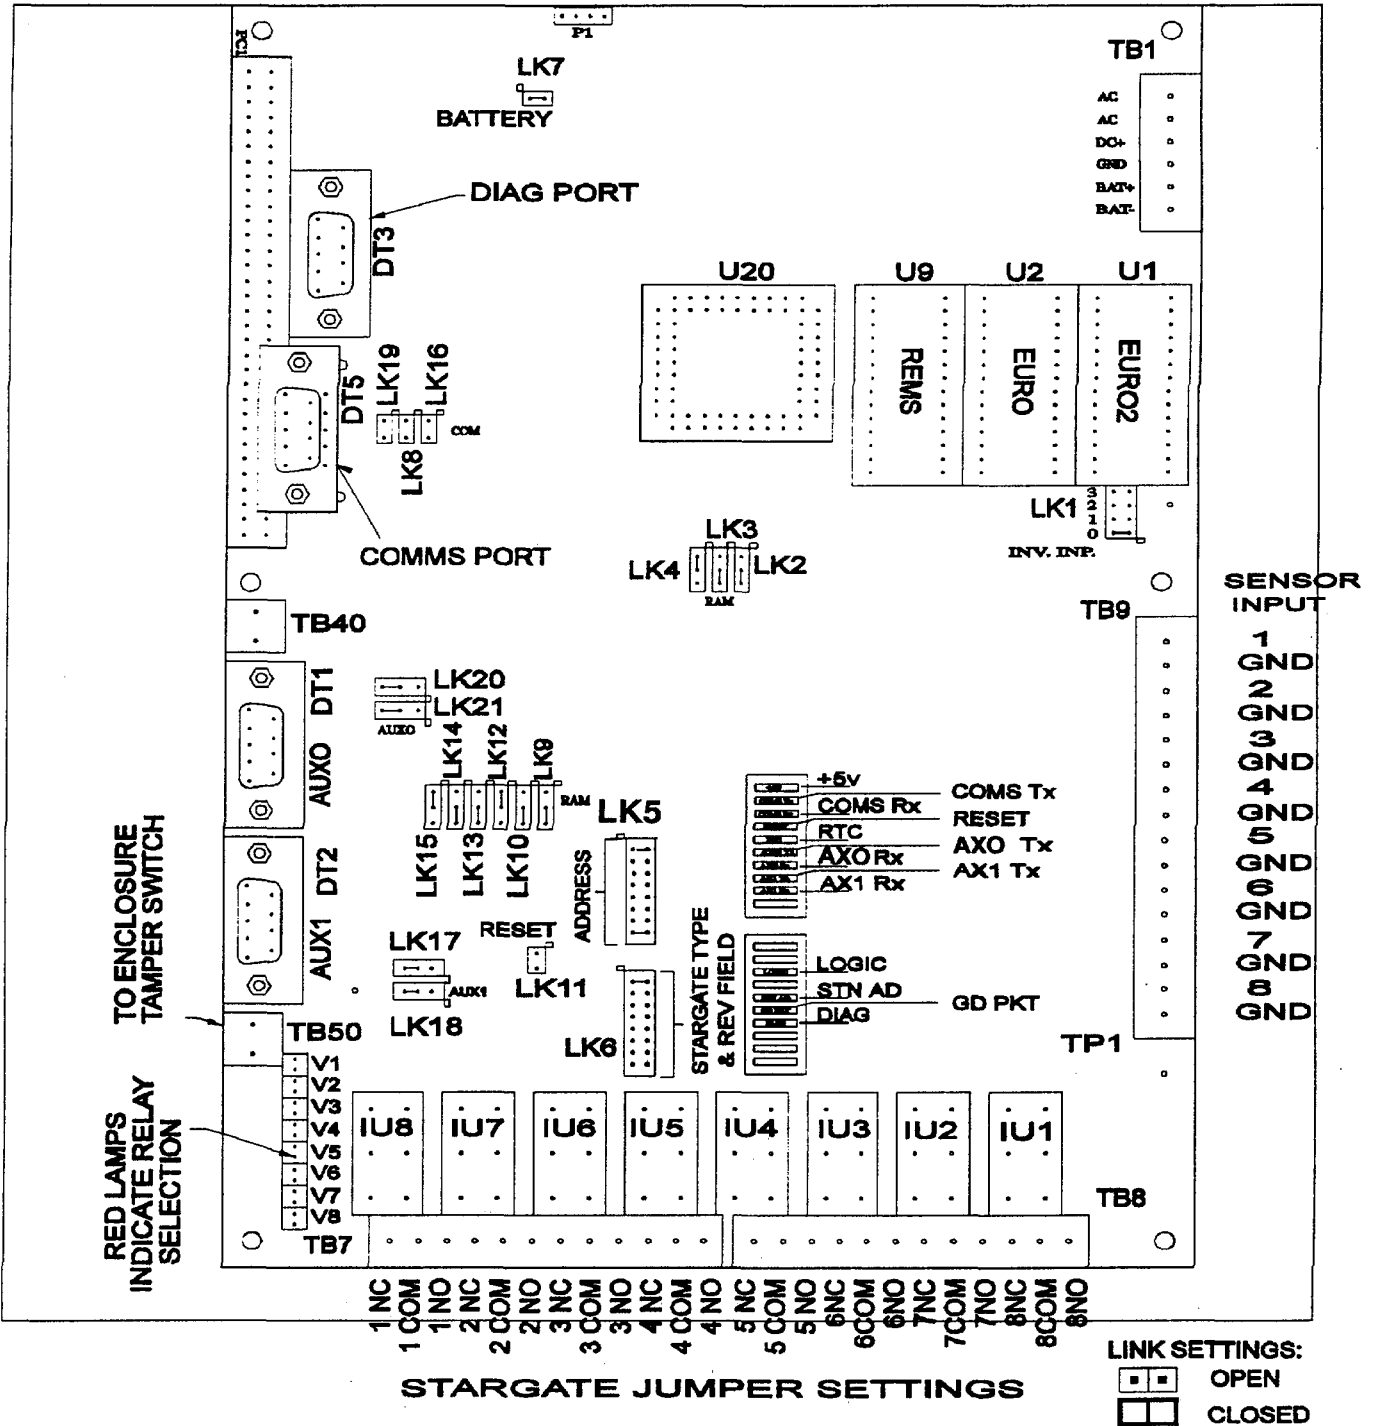 P1
PC1
TB1
LK7
BATTERY
AC
AC
DC+
GND
BAT+
BAT-
DIAG PORT
DT3
U20
U9
U2
U1
REMS
EURO
EURO2
DT5
LK19
LK16
COM
LK8
LK1
3
2
1
0
INV. INP.
COMMS PORT
LK3
LK4
LK2
RAM
TB40
TB9
SENSOR
INPUT
1
GND
2
GND
3
GND
4
GND
5
GND
6
GND
7
GND
8
GND
DT1
AUX0
LK20
LK21
AUX0
LK14
LK12
LK9
RAM
LK15
LK13
LK10
LK5
ADDRESS
+5v
COMS Tx
COMS Rx
RESET
RTC
AXO Tx
AXO Rx
AX1 Tx
AX1 Rx
DT2
AUX1
TO ENCLOSURE
TAMPER SWITCH
RESET
LK17
AUX1
LK11
LK18
LK6
STARGATE TYPE
& REV FIELD
LOGIC
STN AD
GD PKT
DIAG
TB50
TP1
V1
V2
V3
V4
V5
V6
V7
V8
RED LAMPS
INDICATE RELAY
SELECTION
IU8
IU7
IU6
IU5
IU4
IU3
IU2
IU1
TB7
TB8
1 NC
1 COM
1 NO
2 NC
2 COM
2 NO
3 NC
3 COM
3 NO
4 NC
4 COM
4 NO
5 NC
5 COM
5 NO
6NC
6COM
6NO
7NC
7COM
7NO
8NC
8COM
8NO
STARGATE JUMPER SETTINGS
LINK SETTINGS:
OPEN
CLOSED